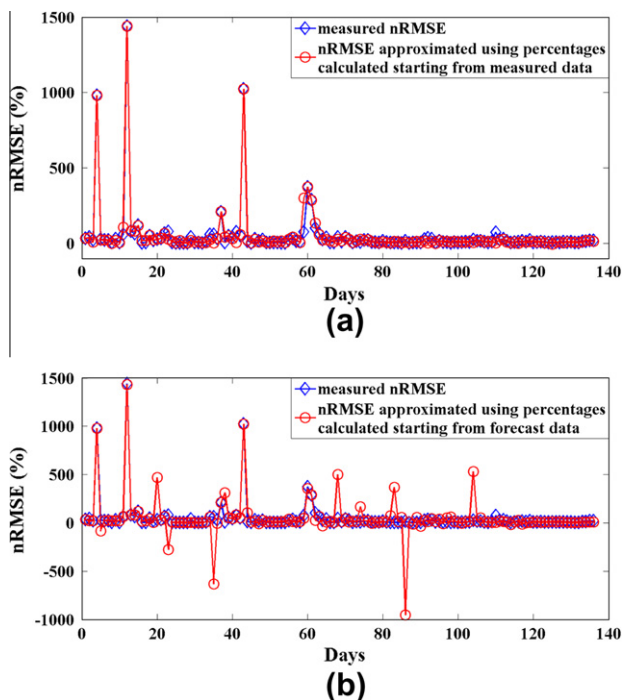 1500
1000
500
0
nRMSE (%)
measured nRMSE
nRMSE approximated using percentages
calculated starting from measured data
0 20 40 60 80 100 120 140
Days
(a)
1500
1000
500
0
-500
-1000
nRMSE (%)
measured nRMSE
nRMSE approximated using percentages
calculated starting from forecast data
0 20 40 60 80 100 120 140
Days
(b)